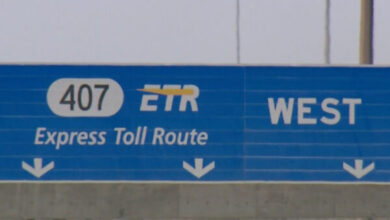 407 ETR WEST
Express Toll Route